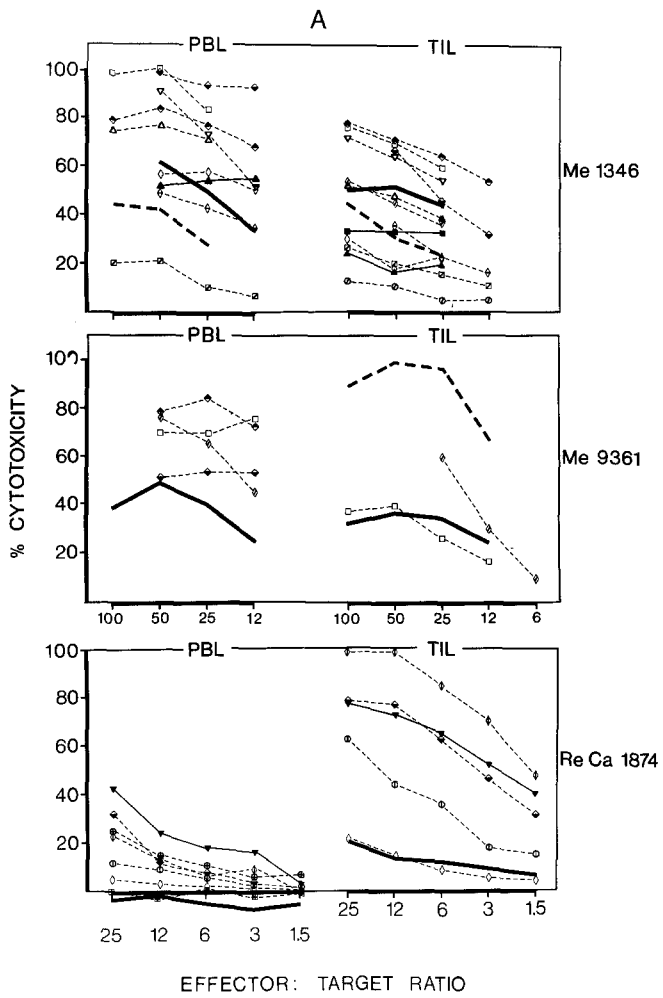 A
PBL TIL
100
80
60
40
20
Me 1346
PBL TIL
100
80
60
40
20
Me 9361
100 50 25 12 100 50 25 12 6
PBL TIL
100
80
60
40
20
Re Ca 1874
25 12 6 3 1.5 25 12 6 3 1.5
% CYTOTOXICITY
EFFECTOR: TARGET RATIO